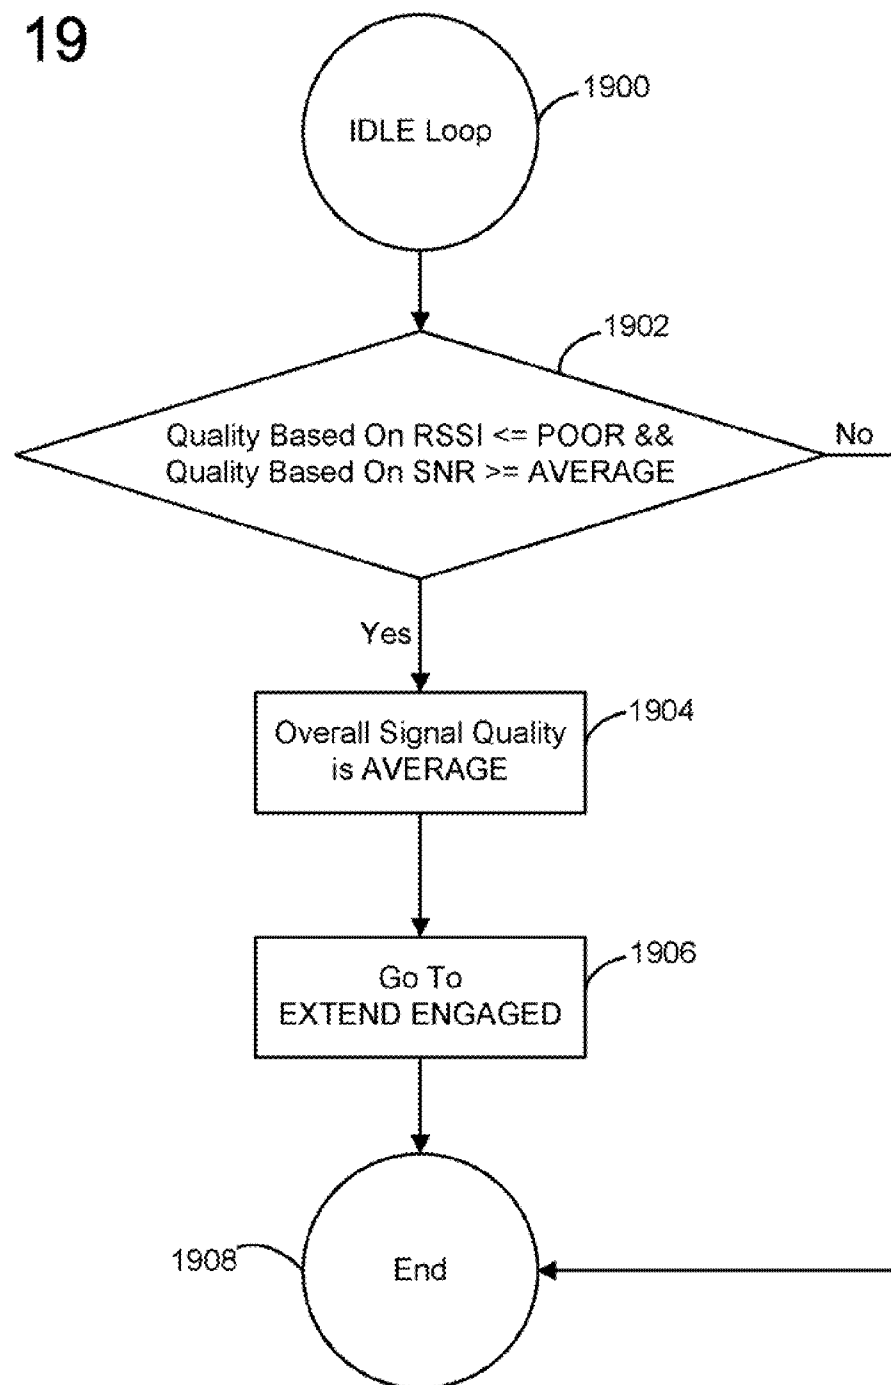 19
IDLE Loop
1900
1902
Quality Based On RSSI <= POOR &&
Quality Based On SNR >= AVERAGE
No
Yes
Overall Signal Quality
is AVERAGE
1904
Go To
EXTEND ENGAGED
1906
1908
End